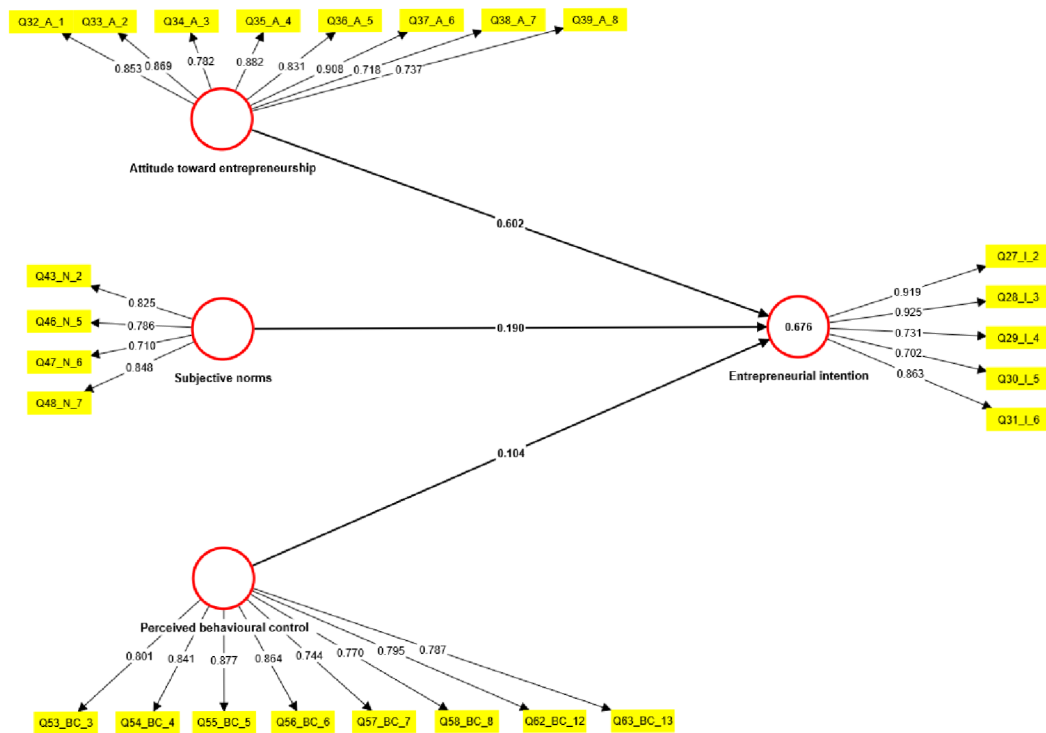 Q32_A_1 Q33_A_2 Q34_A_3 Q35_A_4 Q36_A_5 Q37_A_6 Q38_A_7 Q39_A_8
0.853 0.869 0.782 0.882 0.831 0.908 0.718 0.737
Attitude toward entrepreneurship
0.602
Q43_N_2
Q46_N_5
Q47_N_6
Q48_N_7
0.825
0.786
0.710
0.848
Subjective norms
0.190
0.676
Entrepreneurial intention
0.919
0.925
0.731
0.702
0.863
Q27_I_2
Q28_I_3
Q29_I_4
Q30_I_5
Q31_I_6
0.104
Perceived behavioural control
0.801 0.841 0.877 0.864 0.744 0.770 0.795 0.787
Q53_BC_3 Q54_BC_4 Q55_BC_5 Q56_BC_6 Q57_BC_7 Q58_BC_8 Q62_BC_12 Q63_BC_13